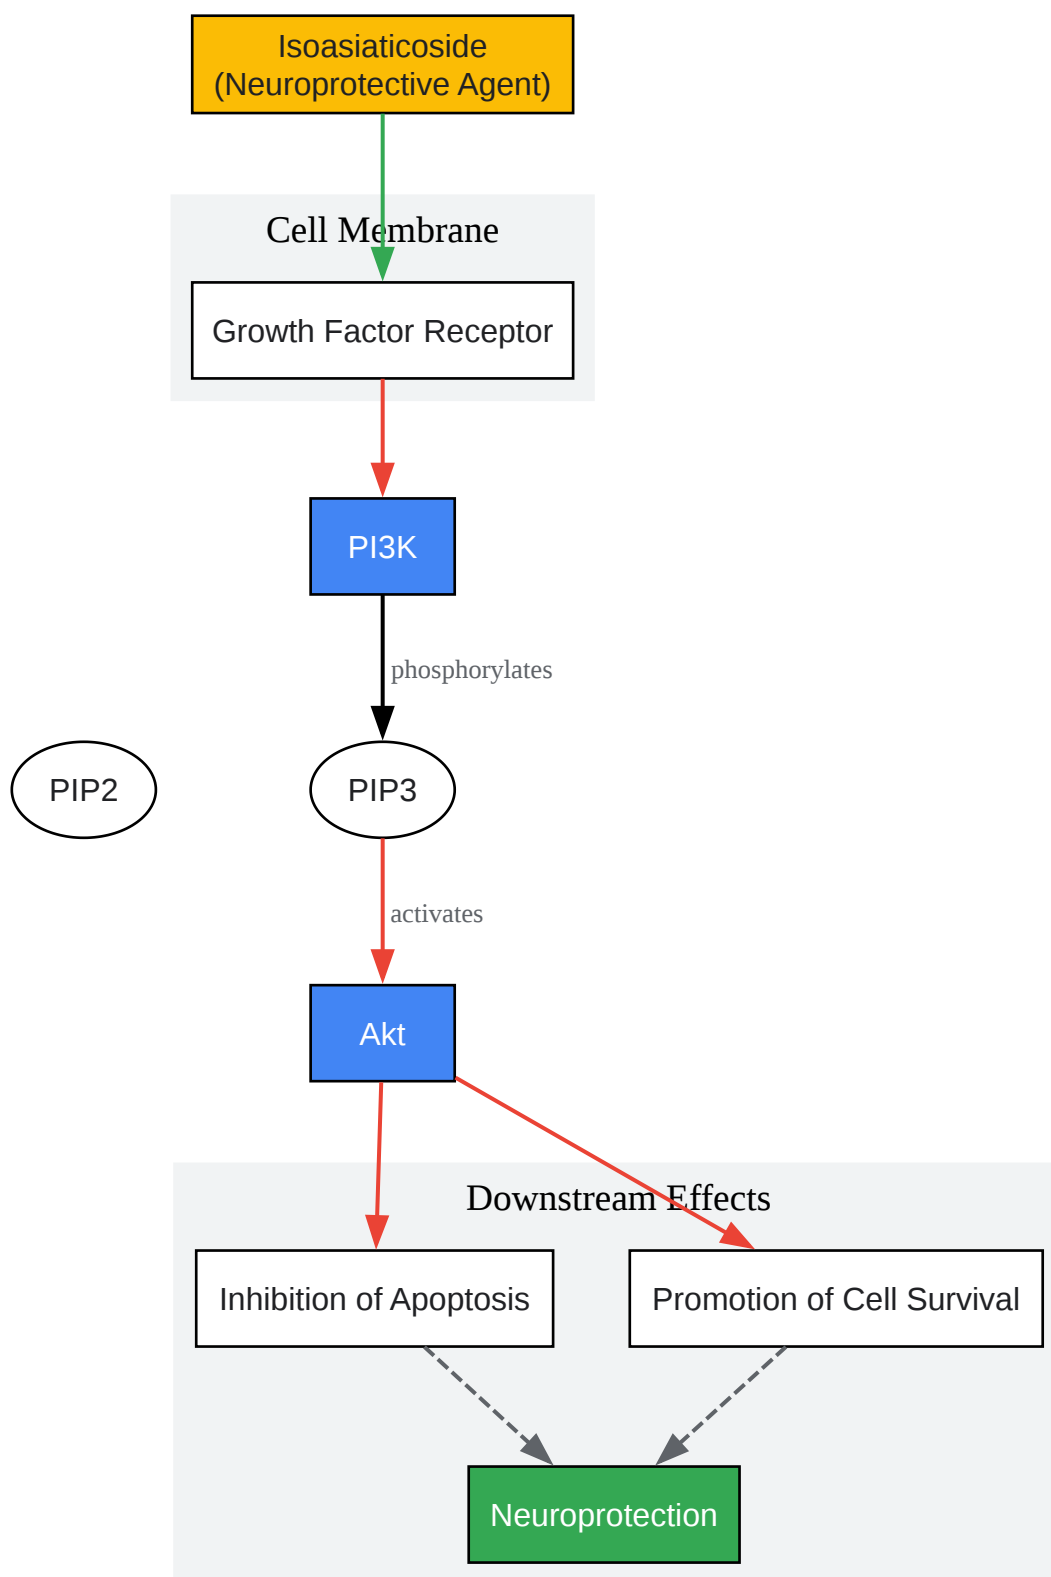 Isoasiaticoside
(Neuroprotective Agent)
Cell Membrane
Growth Factor Receptor
PI3K
phosphorylates
PIP2
PIP3
activates
Akt
Downstream Effects
Inhibition of Apoptosis
Promotion of Cell Survival
Neuroprotection